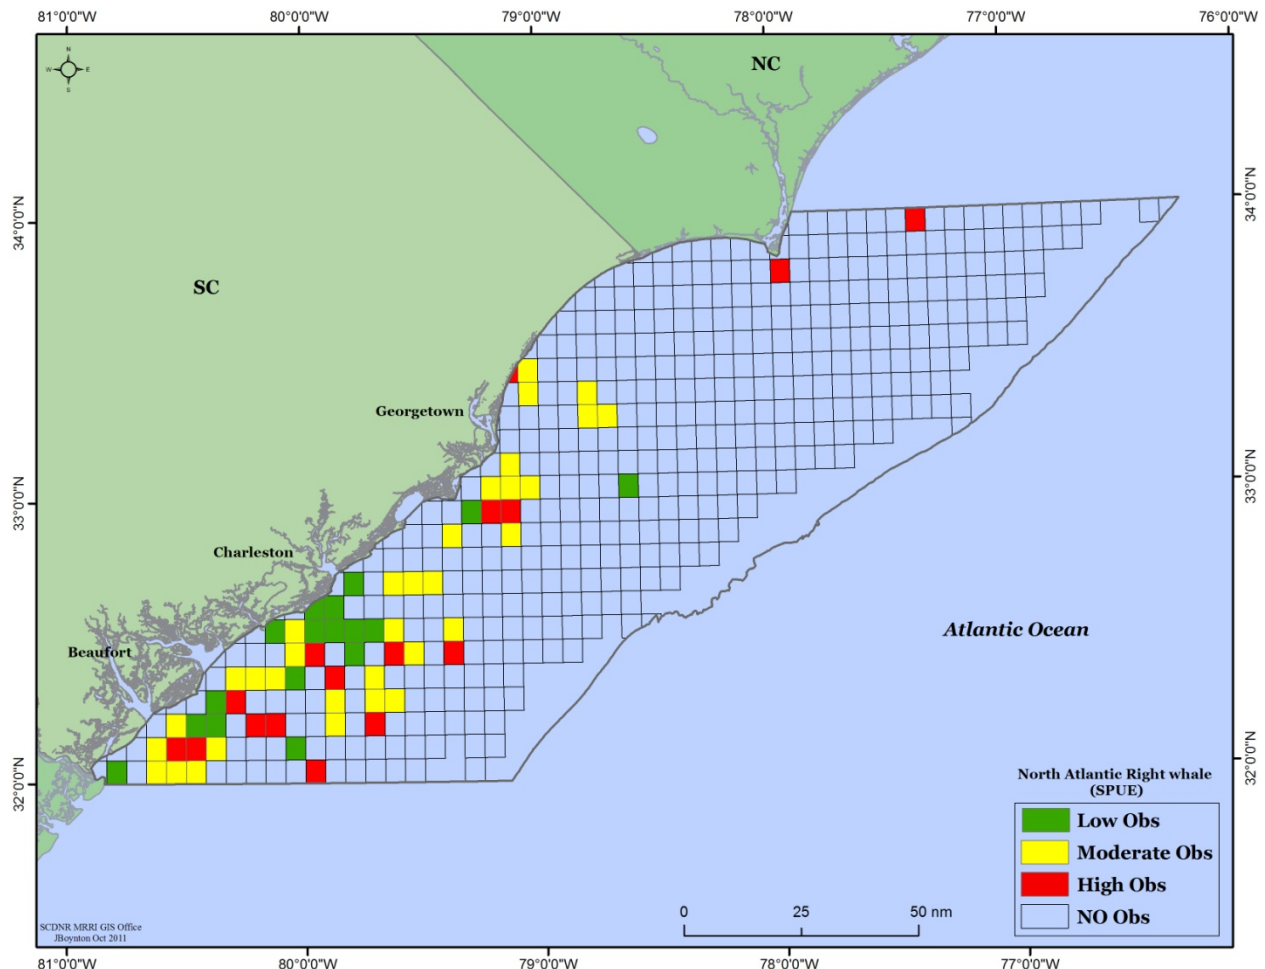 81°0'0"W 80°0'0"W 79°0'0"W 78°0'0"W 77°0'0"W 76°0'0"W
N
W E
S
NC
34°0'0"N
34°0'0"N
SC
Georgetown
33°0'0"N
33°0'0"N
Charleston
Atlantic Ocean
Beaufort
32°0'0"N
32°0'0"N
North Atlantic Right whale
(SPUE)
Low Obs
Moderate Obs
High Obs
NO Obs
0 25 50 nm
SCDNR MRRI GIS Office
JBoynton Oct 2011
81°0'0"W 80°0'0"W 79°0'0"W 78°0'0"W 77°0'0"W